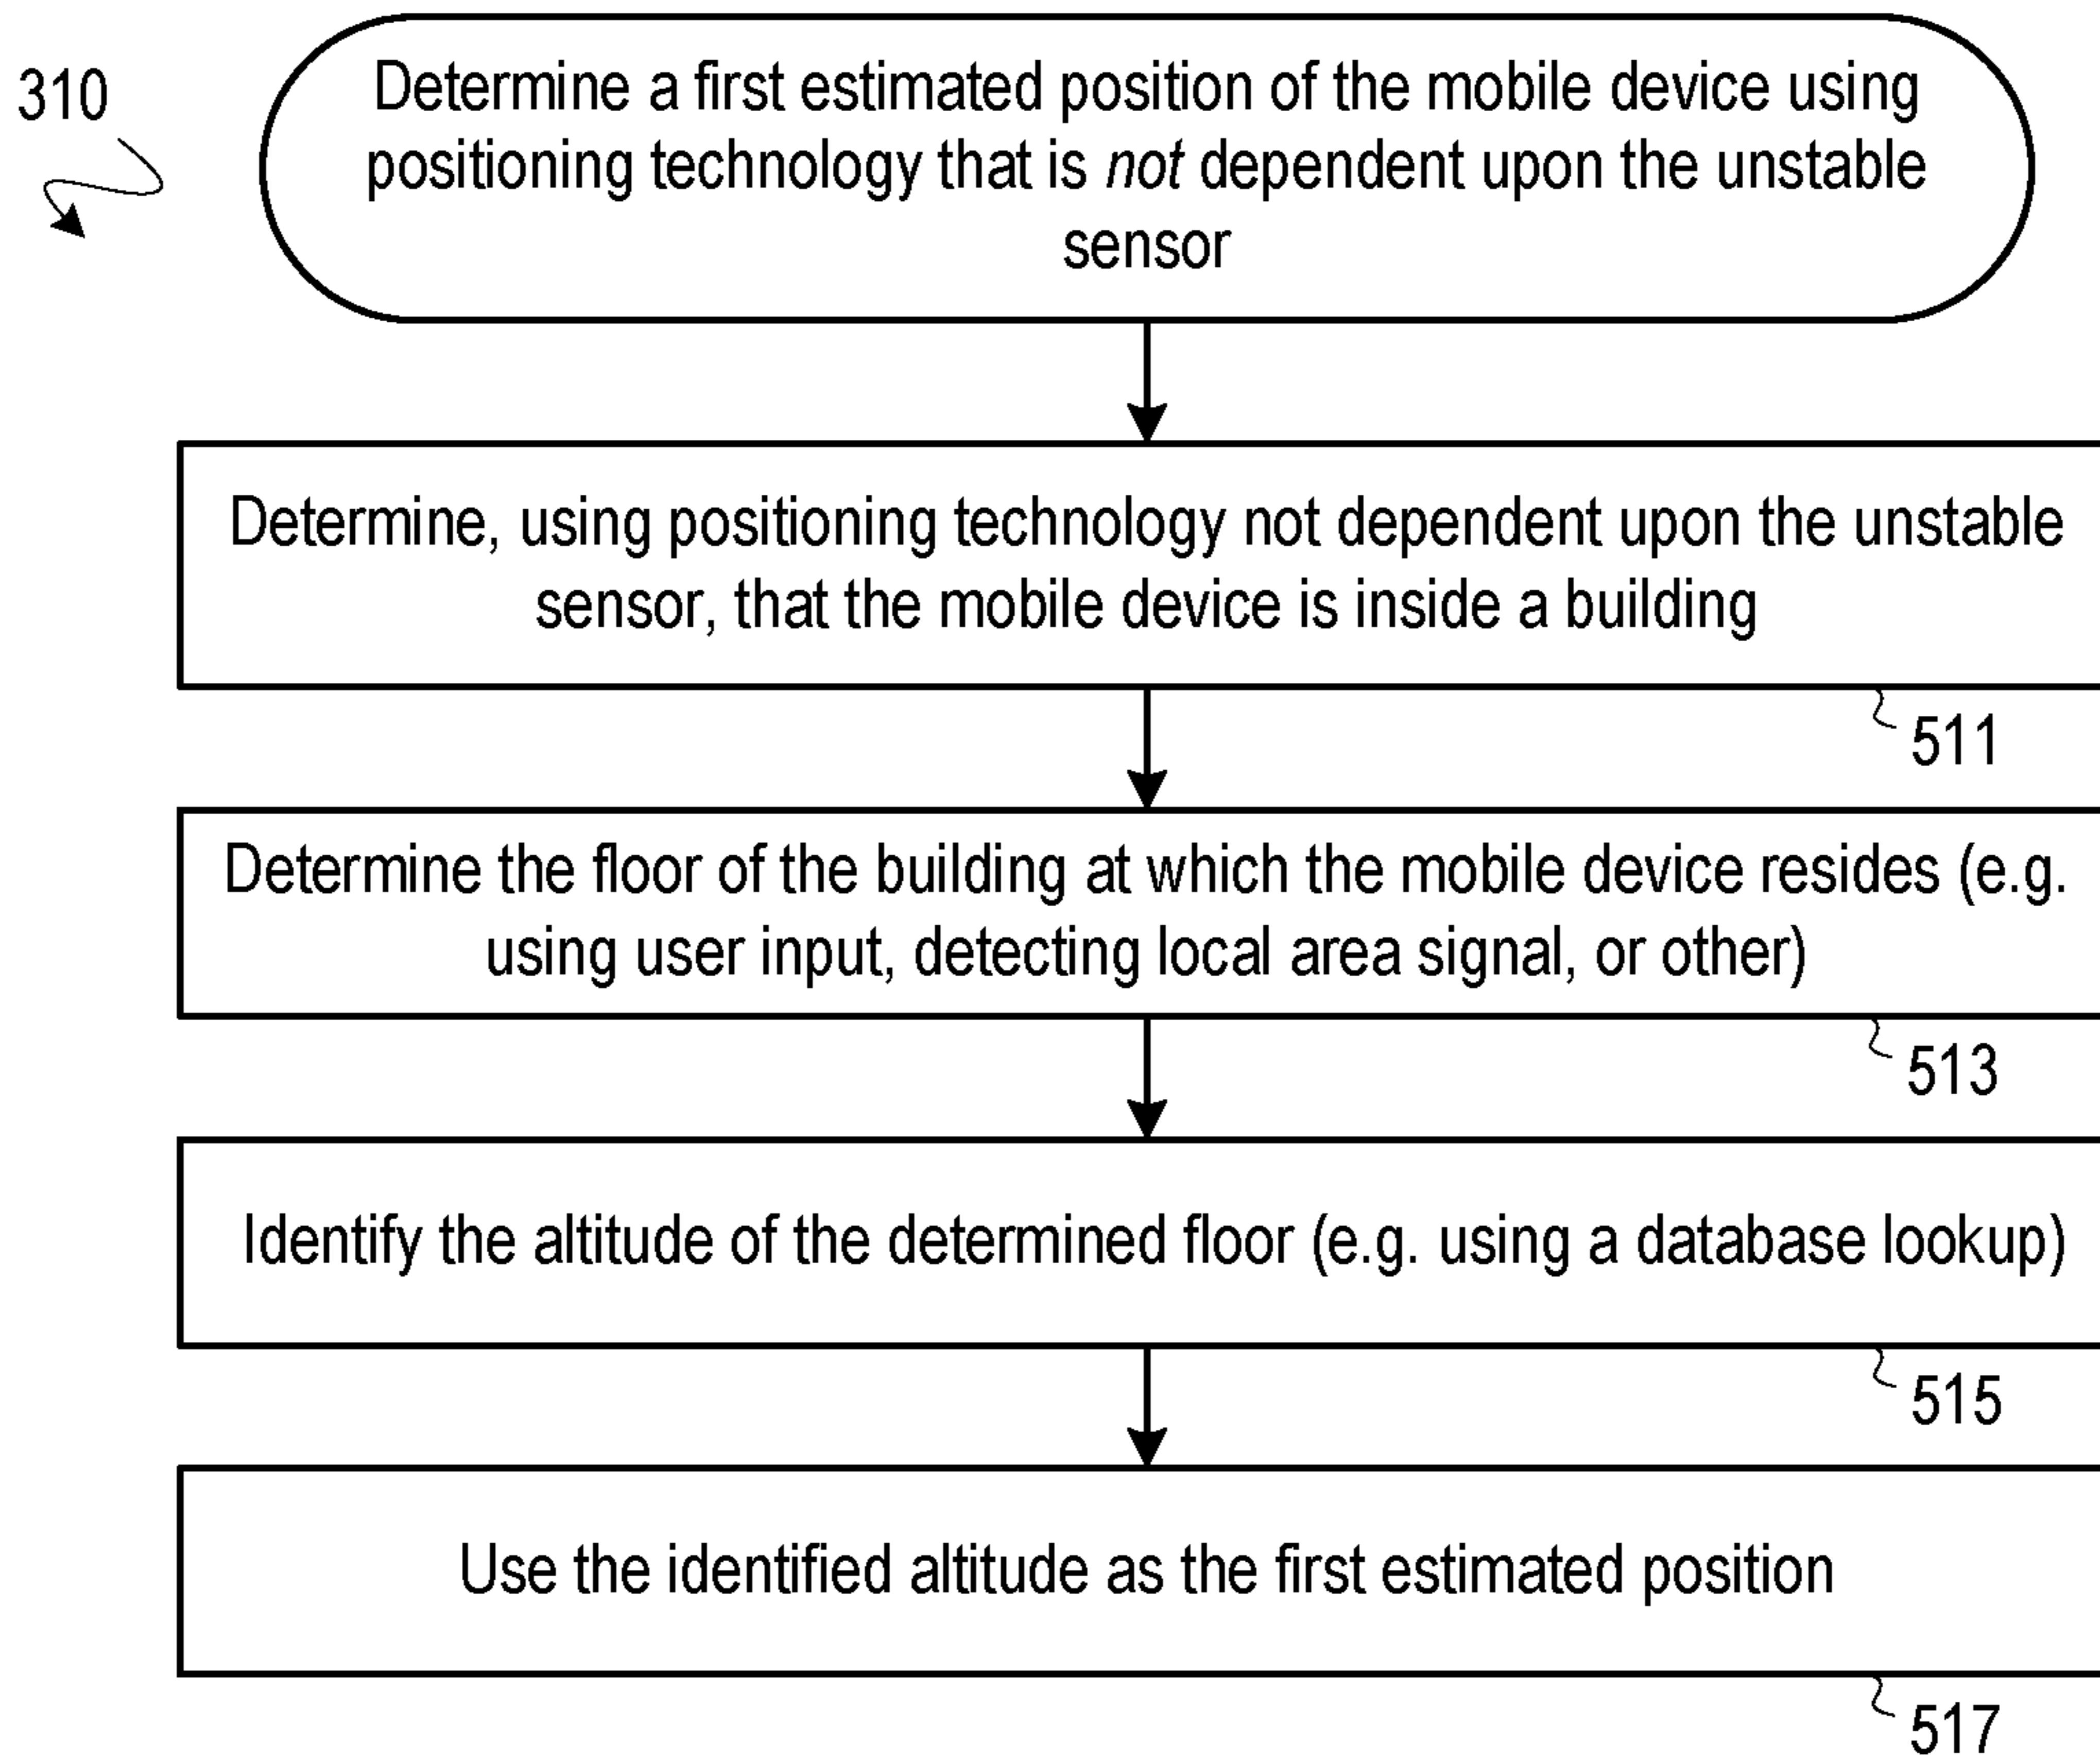 310
Determine a first estimated position of the mobile device using
positioning technology that is not dependent upon the unstable
sensor
Determine, using positioning technology not dependent upon the unstable
sensor, that the mobile device is inside a building
511
Determine the floor of the building at which the mobile device resides (e.g.
using user input, detecting local area signal, or other)
513
Identify the altitude of the determined floor (e.g. using a database lookup)
515
Use the identified altitude as the first estimated position
517